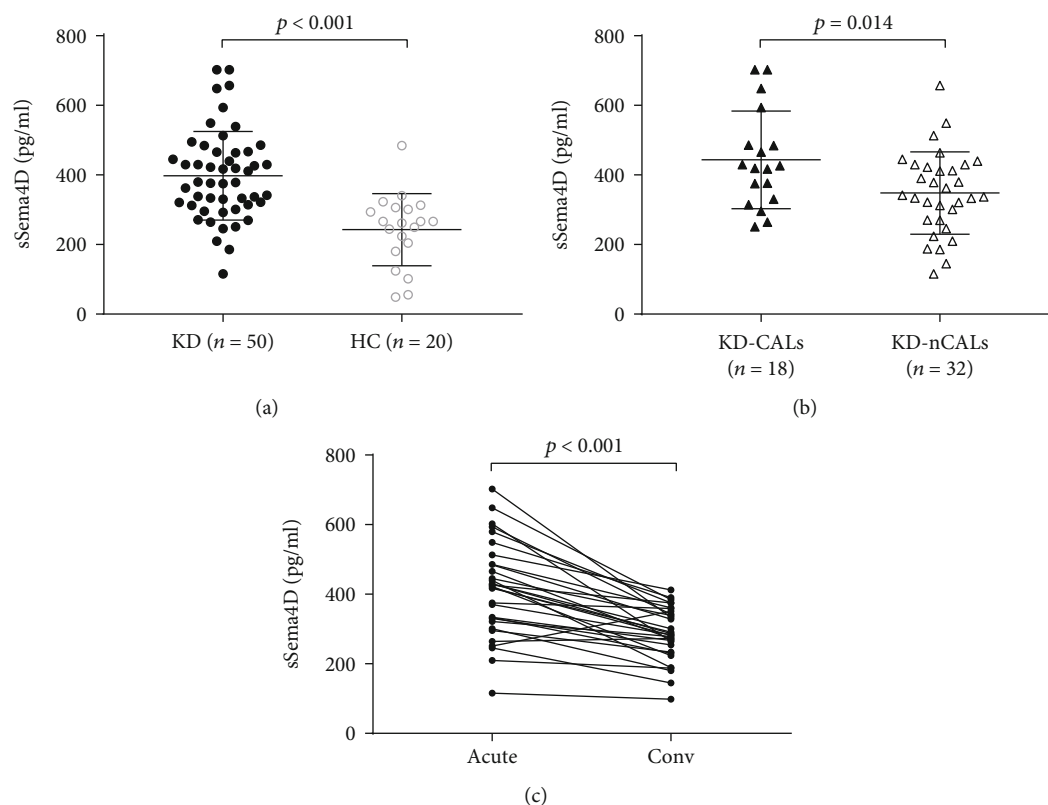 p < 0.001
800
600
400
200
0
sSema4D (pg/ml)
KD (n = 50)
HC (n = 20)
(a)
p = 0.014
800
600
400
200
0
sSema4D (pg/ml)
KD-CALs
(n = 18)
KD-nCALs
(n = 32)
(b)
p < 0.001
800
600
400
200
0
sSema4D (pg/ml)
Acute
Conv
(c)